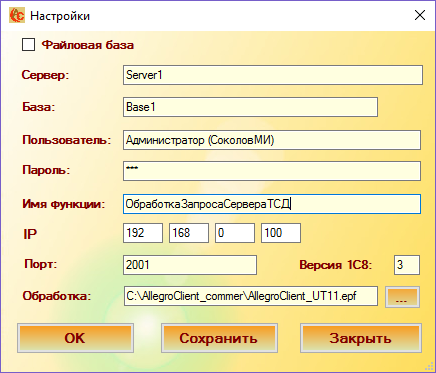 Настройки
Файловая база
Сервер: Server1
База: Base1
Пользователь: Администратор (СоколовМИ)
Пароль: ***
Имя функции: ОбработкаЗапросаСервераТСД
IP 192 168 0 100
Порт: 2001 Версия 1С8: 3
Обработка: C:\AllegroClient_commer\AllegroClient_UT11.epf ...
OK Сохранить Закрыть